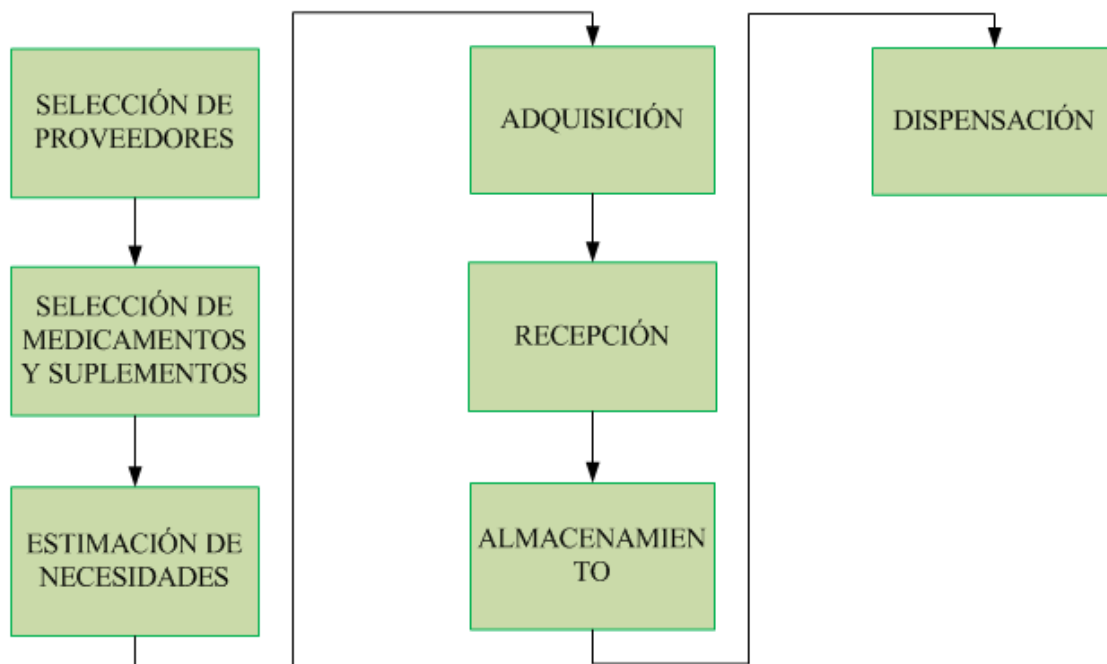 SELECCIÓN DE
PROVEEDORES
SELECCIÓN DE
MEDICAMENTOS
Y SUPLEMENTOS
ESTIMACIÓN DE
NECESIDADES
ADQUISICIÓN
RECEPCIÓN
ALMACENAMIEN
TO
DISPENSACIÓN